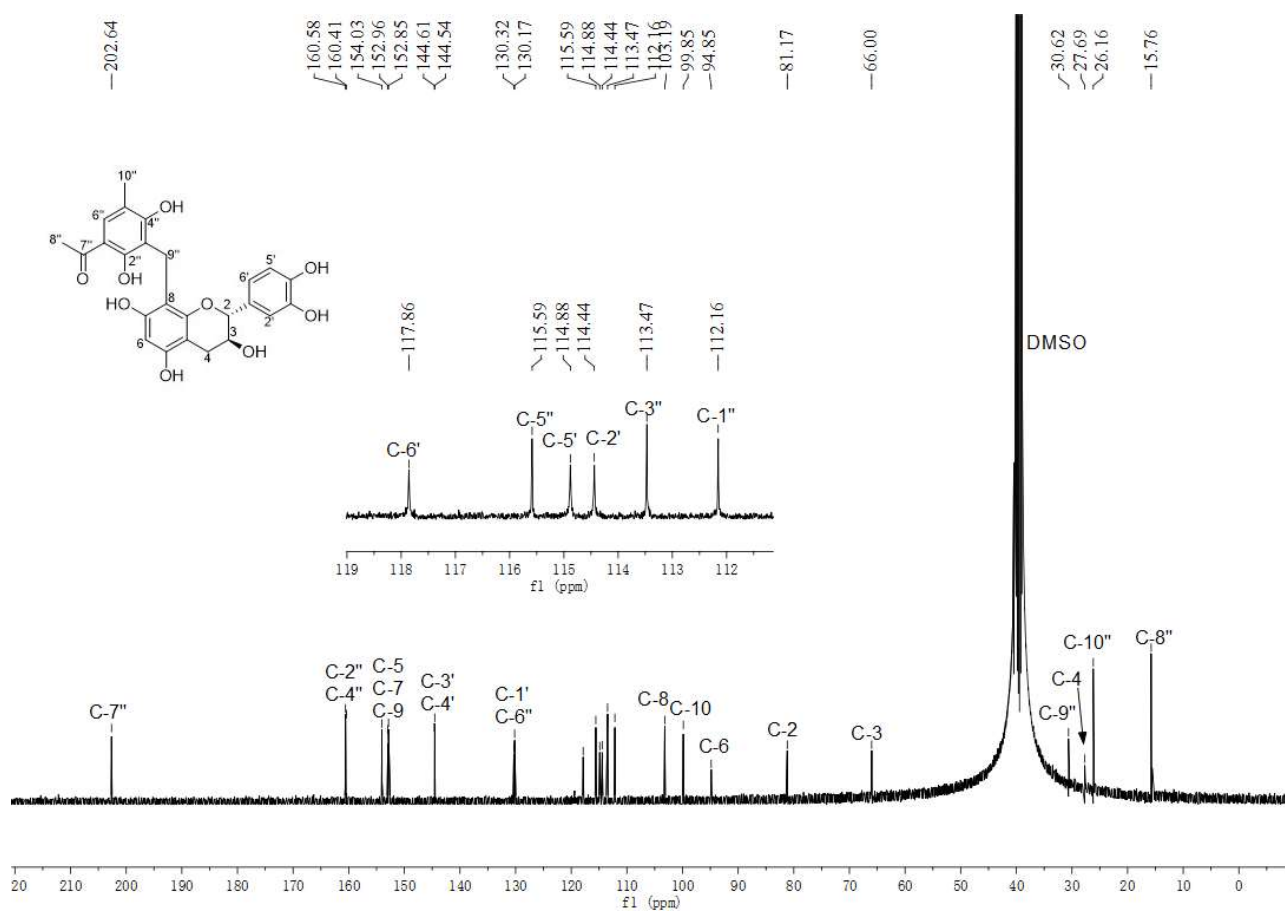 202.64
160.58
160.41
154.03
152.96
152.85
144.61
144.54
130.32
130.17
115.59
114.88
114.44
113.47
112.16
103.19
99.85
94.85
81.17
66.00
30.62
27.69
26.16
15.76
10''
6''
OH
4''
8''
7''
9''
2''
O
OH
5'
6'
OH
8
O
2
2'
OH
HO
3
6
4
OH
OH
117.86
115.59
114.88
114.44
113.47
112.16
DMSO
C-6'
C-5''
C-5'
C-2'
C-3''
C-1''
119 118 117 116 115 114 113 112
f1 (ppm)
C-7''
C-2''
C-4''
C-5
C-7
C-9
C-3'
C-4'
C-1'
C-6''
C-8
C-10
C-6
C-2
C-3
C-9''
C-4
C-10''
C-8''
20 210 200 190 180 170 160 150 140 130 120 110 100 90 80 70 60 50 40 30 20 10 0
f1 (ppm)